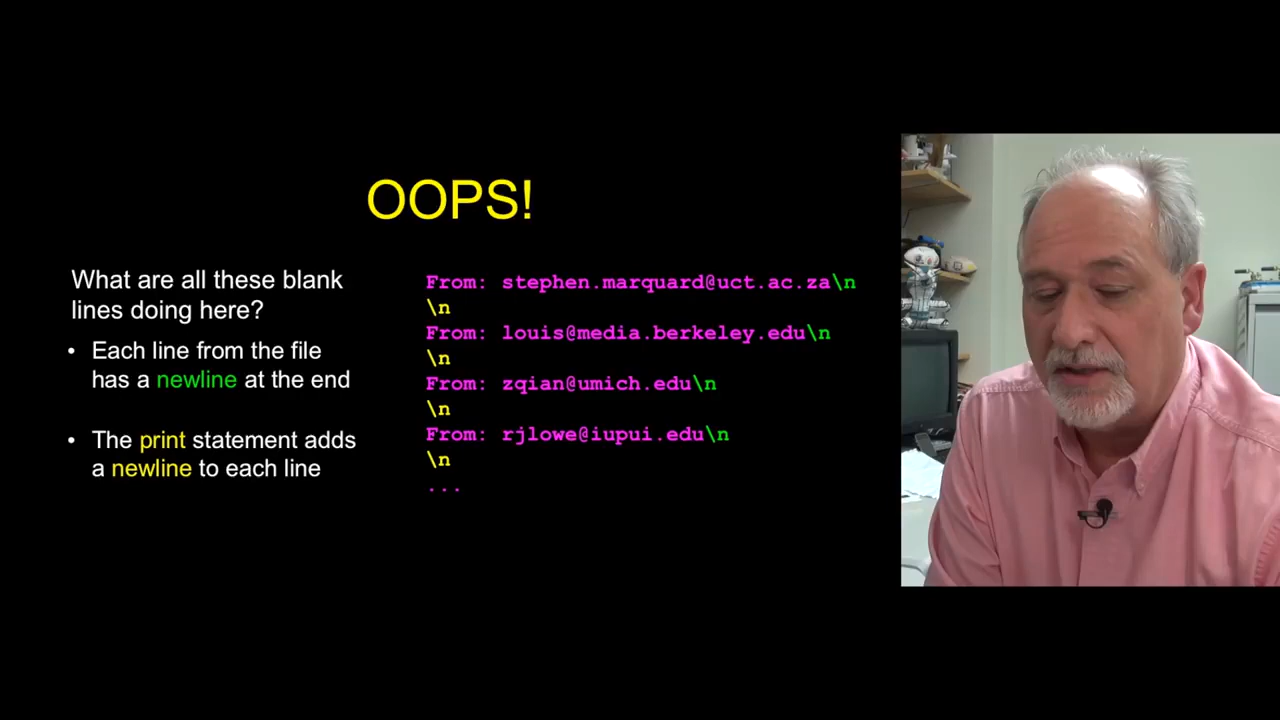 OOPS!
What are all these blank
lines doing here?
• Each line from the file
has a newline at the end
• The print statement adds
a newline to each line
From: stephen.marquard@uct.ac.za\n
\n
From: louis@media.berkeley.edu\n
\n
From: zqian@umich.edu\n
\n
From: rjlowe@iupui.edu\n
\n
...